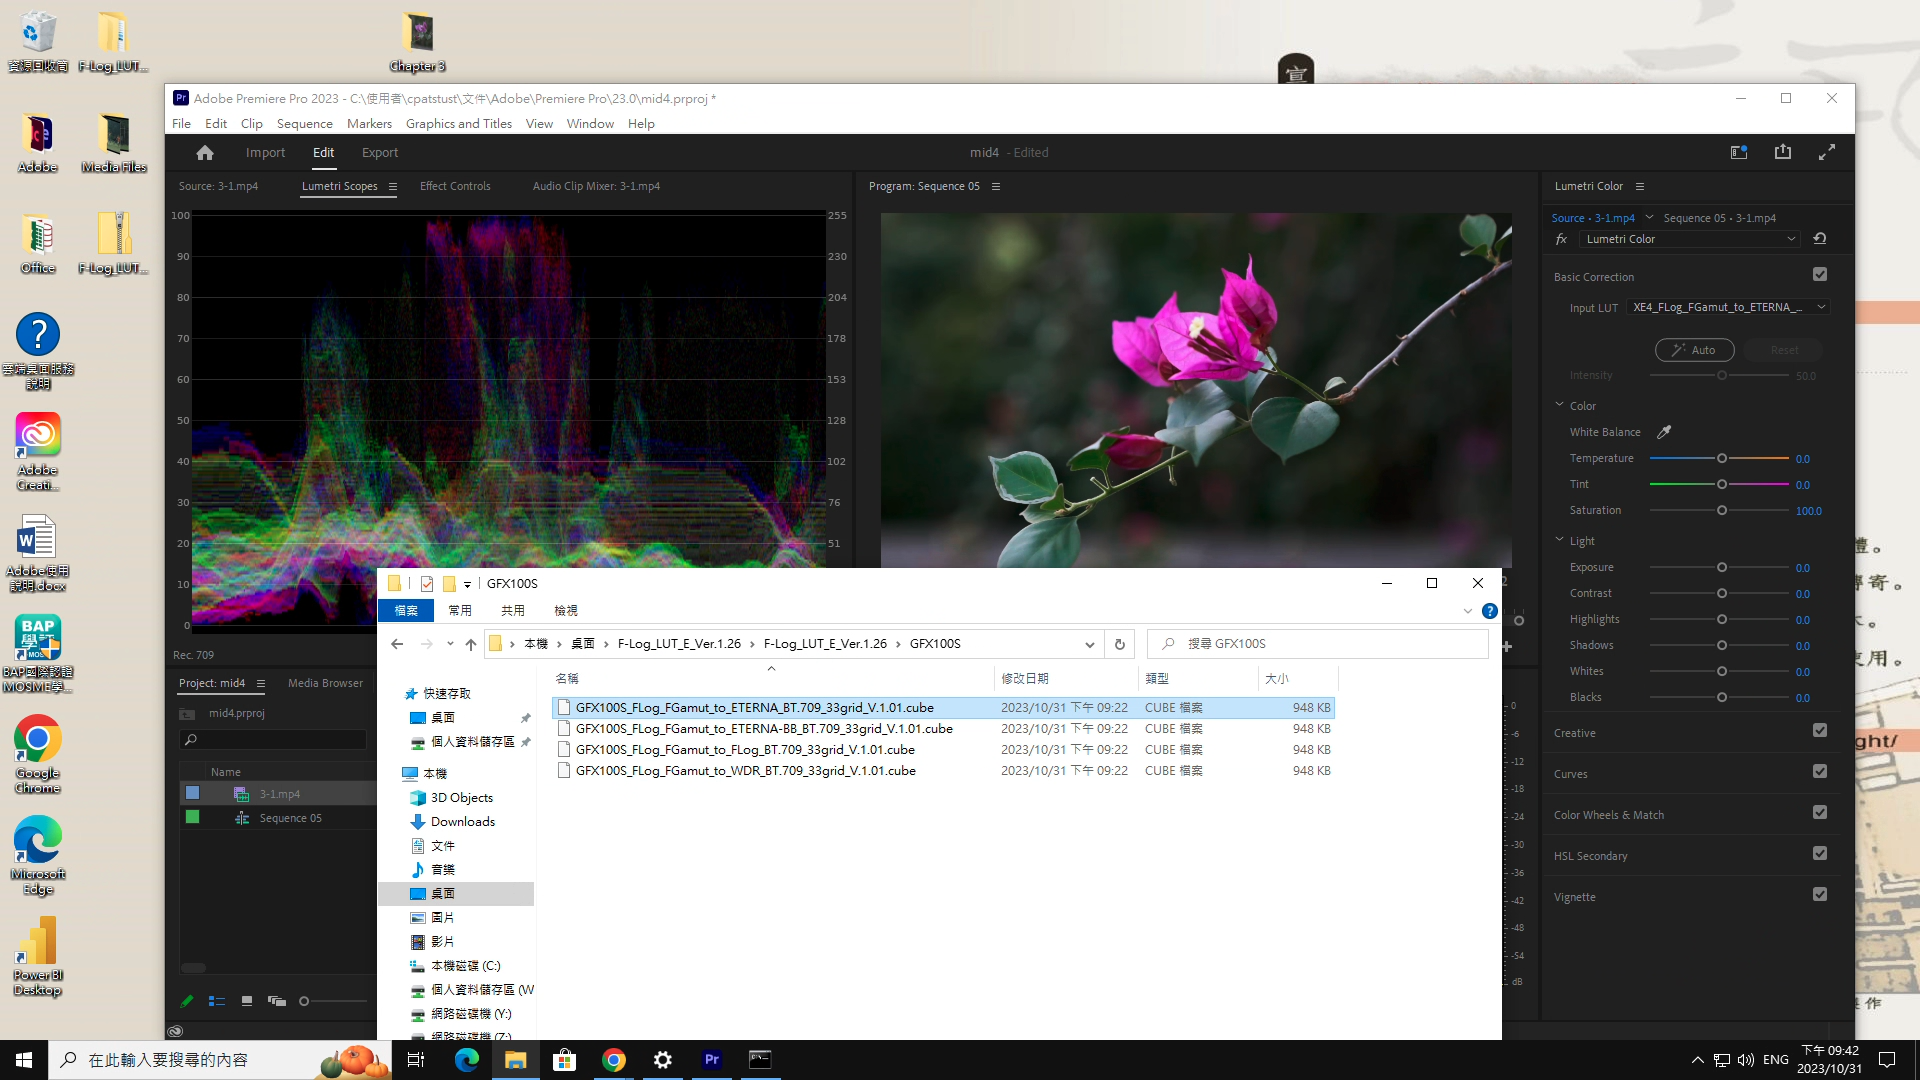 資源回收筒
F-Log_LUT...
Chapter 3
Adobe
Media Files
Office
F-Log_LUT...
雲端桌面服務
說明
Adobe
Creati...
Adobe使用
說明.docx
BAP國際認證
MOSME學...
Google
Chrome
Microsoft
Edge
Power BI
Desktop
Adobe Premiere Pro 2023 - C:\使用者\cpatstust\文件\Adobe\Premiere Pro\23.0\mid4.prproj *
File Edit Clip Sequence Markers Graphics and Titles View Window Help
Import Edit Export
mid4 - Edited
Source: 3-1.mp4 Lumetri Scopes Effect Controls Audio Clip Mixer: 3-1.mp4
100 255
90 230
80 204
70 178
60 153
50 128
40 102
30 76
20 51
10
0
Rec. 709
Program: Sequence 05
Lumetri Color
Source • 3-1.mp4 Sequence 05 • 3-1.mp4
fx Lumetri Color
Basic Correction
Input LUT XE4_FLog_FGamut_to_ETERNA_...
Auto Reset
Intensity 50.0
Color
White Balance
Temperature 0.0
Tint 0.0
Saturation 100.0
Light
Exposure 0.0
Contrast 0.0
Highlights 0.0
Shadows 0.0
Whites 0.0
Blacks 0.0
Creative
Curves
Color Wheels & Match
HSL Secondary
Vignette
Project: mid4 Media Browser
mid4.prproj
Name
3-1.mp4
Sequence 05
GFX100S
檔案 常用 共用 檢視
本機 桌面 F-Log_LUT_E_Ver.1.26 F-Log_LUT_E_Ver.1.26 GFX100S
搜尋 GFX100S
快速存取
桌面
個人資料儲存區
本機
3D Objects
Downloads
文件
音樂
桌面
圖片
影片
本機磁碟 (C:)
個人資料儲存區 (W
網路磁碟機 (Y:)
網路磁碟機 (Z:)
名稱 修改日期 類型 大小
GFX100S_FLog_FGamut_to_ETERNA_BT.709_33grid_V.1.01.cube 2023/10/31 下午 09:22 CUBE 檔案 948 KB
GFX100S_FLog_FGamut_to_ETERNA-BB_BT.709_33grid_V.1.01.cube 2023/10/31 下午 09:22 CUBE 檔案 948 KB
GFX100S_FLog_FGamut_to_FLog_BT.709_33grid_V.1.01.cube 2023/10/31 下午 09:22 CUBE 檔案 948 KB
GFX100S_FLog_FGamut_to_WDR_BT.709_33grid_V.1.01.cube 2023/10/31 下午 09:22 CUBE 檔案 948 KB
0
-6
-12
-18
-24
-30
-36
-42
-48
-54
dB
ght/
在此輸入要搜尋的內容
ENG
下午 09:42
2023/10/31